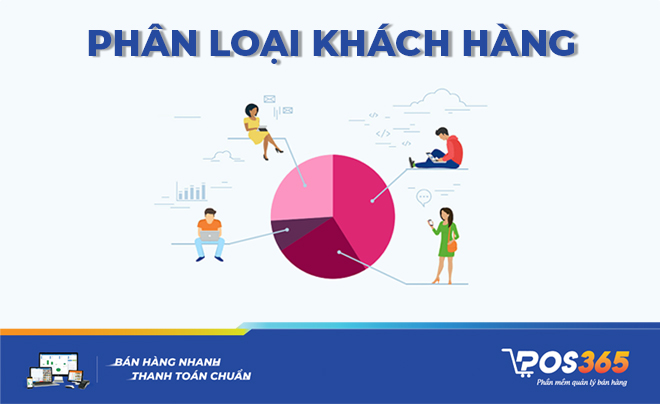 PHÂN LOẠI KHÁCH HÀNG
BÁN HÀNG NHANH
THANH TOÁN CHUẨN
POS365
Phần mềm quản lý bán hàng